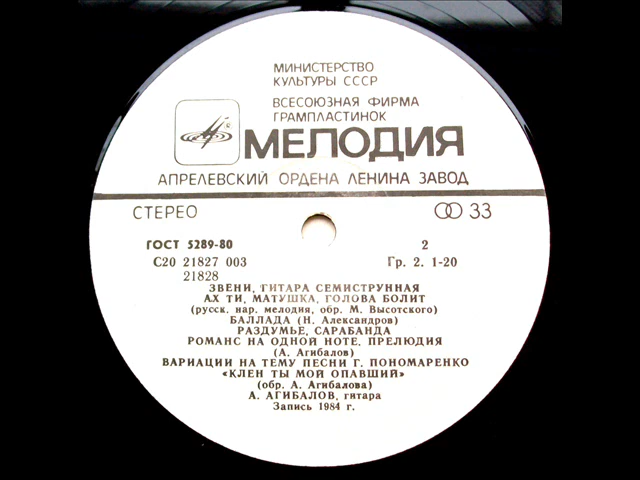 МИНИСТЕРСТВО
КУЛЬТУРЫ СССР
ВСЕСОЮЗНАЯ ФИРМА
ГРАМПЛАСТИНОК
МЕЛОДИЯ
АПРЕЛЕВСКИЙ ОРДЕНА ЛЕНИНА ЗАВОД
СТЕРЕО 33
ГОСТ 5289-80 2
С20 21827 003 Гр. 2. 1-20
21828
ЗВЕНИ, ГИТАРА СЕМИСТРУННАЯ
АХ ТИ, МАТУШКА, ГОЛОВА БОЛИТ
(русск. нар. мелодия, обр. М. Высотского)
БАЛЛАДА (Н. Александров)
РАЗДУМЬЕ, САРАБАНДА
РОМАНС НА ОДНОЙ НОТЕ, ПРЕЛЮДИЯ
(А. Агибалов)
ВАРИАЦИИ НА ТЕМУ ПЕСНИ Г. ПОНОМАРЕНКО
«КЛЕН ТЫ МОЙ ОПАВШИЙ»
(обр. А. Агибалова)
А. АГИБАЛОВ, гитара
Запись 1984 г.